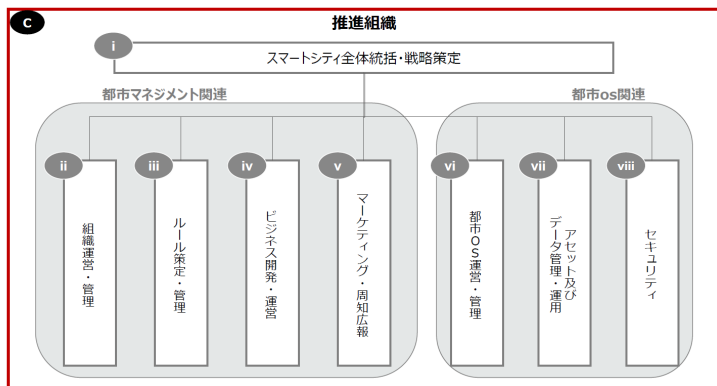 C
推進組織
i
スマートシティ全体統括・戦略策定
都市マネジメント関連
都市os関連
ii
組織運営・管理
iii
ルール策定・管理
iv
ビジネス開発・運営
v
マーケティング・周知広報
vi
都市OS運営・管理
vii
アセット及び
データ管理・運用
viii
セキュリティ